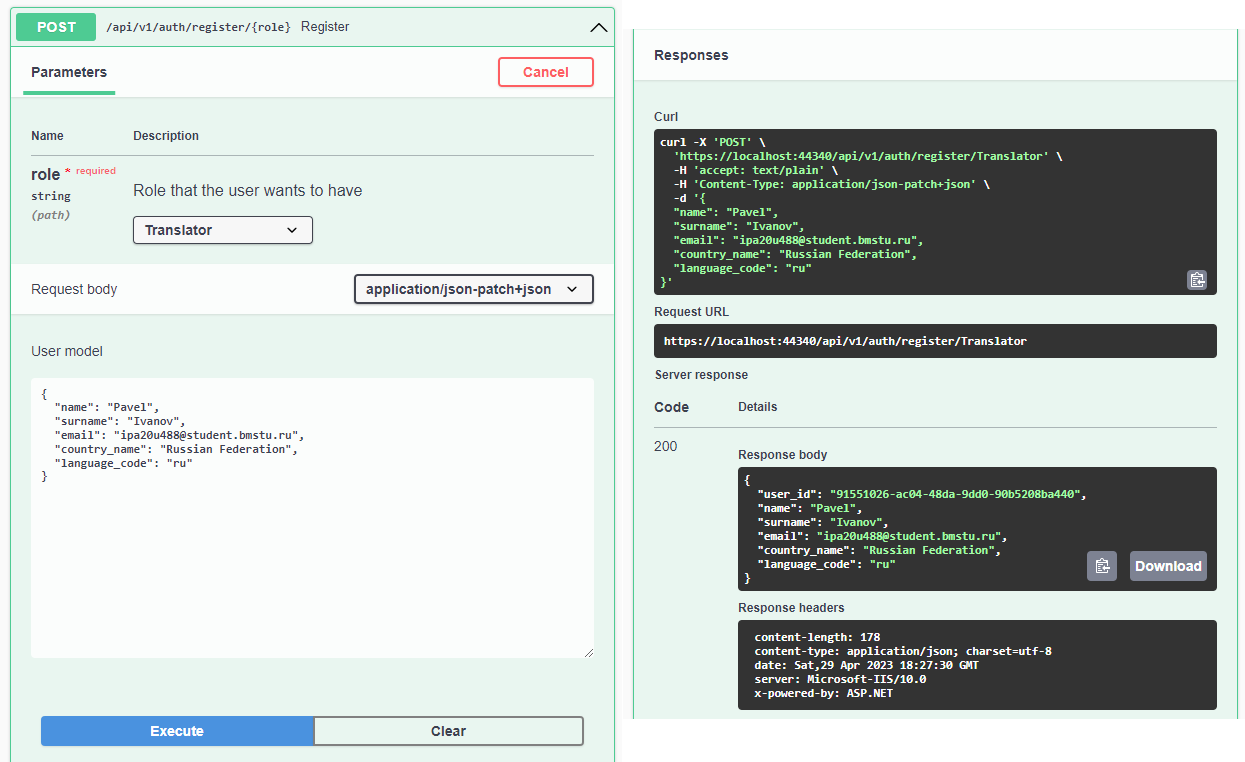 POST /api/v1/auth/register/{role} Register
Parameters
Cancel
Name Description
role * required
string
(path)
Role that the user wants to have
Translator
Request body
application/json-patch+json
User model
{
  "name": "Pavel",
  "surname": "Ivanov",
  "email": "ipa20u488@student.bmstu.ru",
  "country_name": "Russian Federation",
  "language_code": "ru"
}
Execute
Clear
Responses
Curl
curl -X 'POST' \
  'https://localhost:44340/api/v1/auth/register/Translator' \
  -H 'accept: text/plain' \
  -H 'Content-Type: application/json-patch+json' \
  -d '{
  "name": "Pavel",
  "surname": "Ivanov",
  "email": "ipa20u488@student.bmstu.ru",
  "country_name": "Russian Federation",
  "language_code": "ru"
}'
Request URL
https://localhost:44340/api/v1/auth/register/Translator
Server response
Code Details
200
Response body
{
  "user_id": "91551026-ac04-48da-9dd0-90b5208ba440",
  "name": "Pavel",
  "surname": "Ivanov",
  "email": "ipa20u488@student.bmstu.ru",
  "country_name": "Russian Federation",
  "language_code": "ru"
}
Download
Response headers
content-length: 178
content-type: application/json; charset=utf-8
date: Sat,29 Apr 2023 18:27:30 GMT
server: Microsoft-IIS/10.0
x-powered-by: ASP.NET